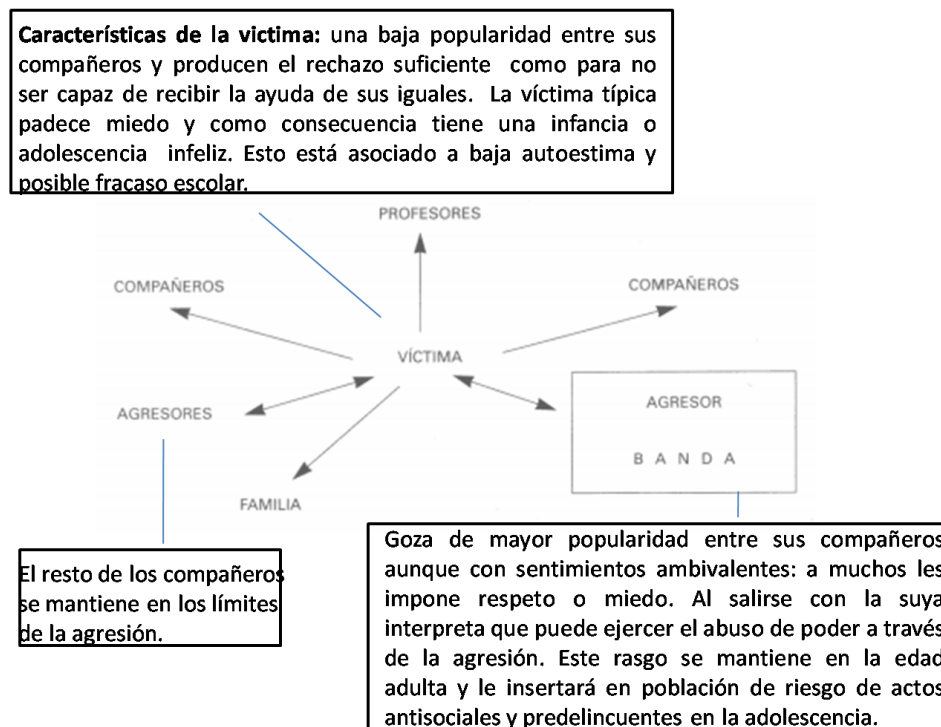 Características de la victima: una baja popularidad entre sus
compañeros y producen el rechazo suficiente como para no
ser capaz de recibir la ayuda de sus iguales. La víctima típica
padece miedo y como consecuencia tiene una infancia o
adolescencia infeliz. Esto está asociado a baja autoestima y
posible fracaso escolar.
PROFESORES
COMPAÑEROS
COMPAÑEROS
VÍCTIMA
AGRESORES
AGRESOR
BANDA
FAMILIA
El resto de los compañeros
se mantiene en los límites
de la agresión.
Goza de mayor popularidad entre sus compañeros
aunque con sentimientos ambivalentes: a muchos les
impone respeto o miedo. Al salirse con la suya
interpreta que puede ejercer el abuso de poder a través
de la agresión. Este rasgo se mantiene en la edad
adulta y le insertará en población de riesgo de actos
antisociales y predelincuentes en la adolescencia.